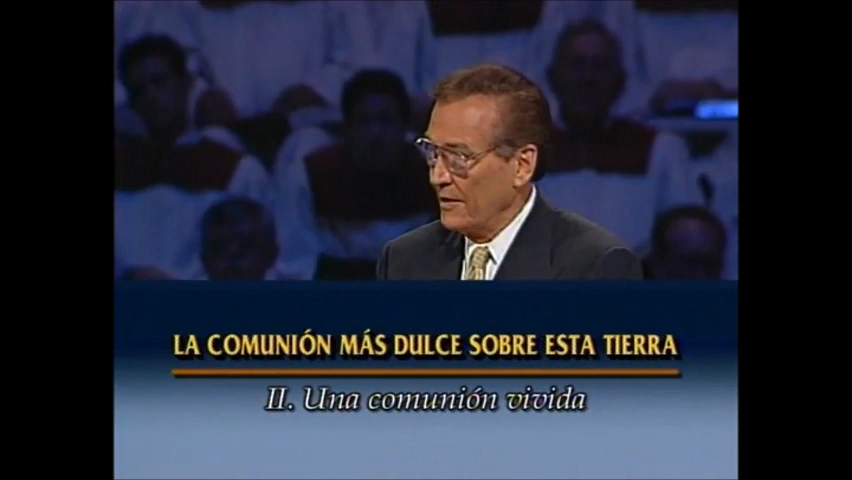 LA COMUNIÓN MÁS DULCE SOBRE ESTA TIERRA
II. Una comunión vivida